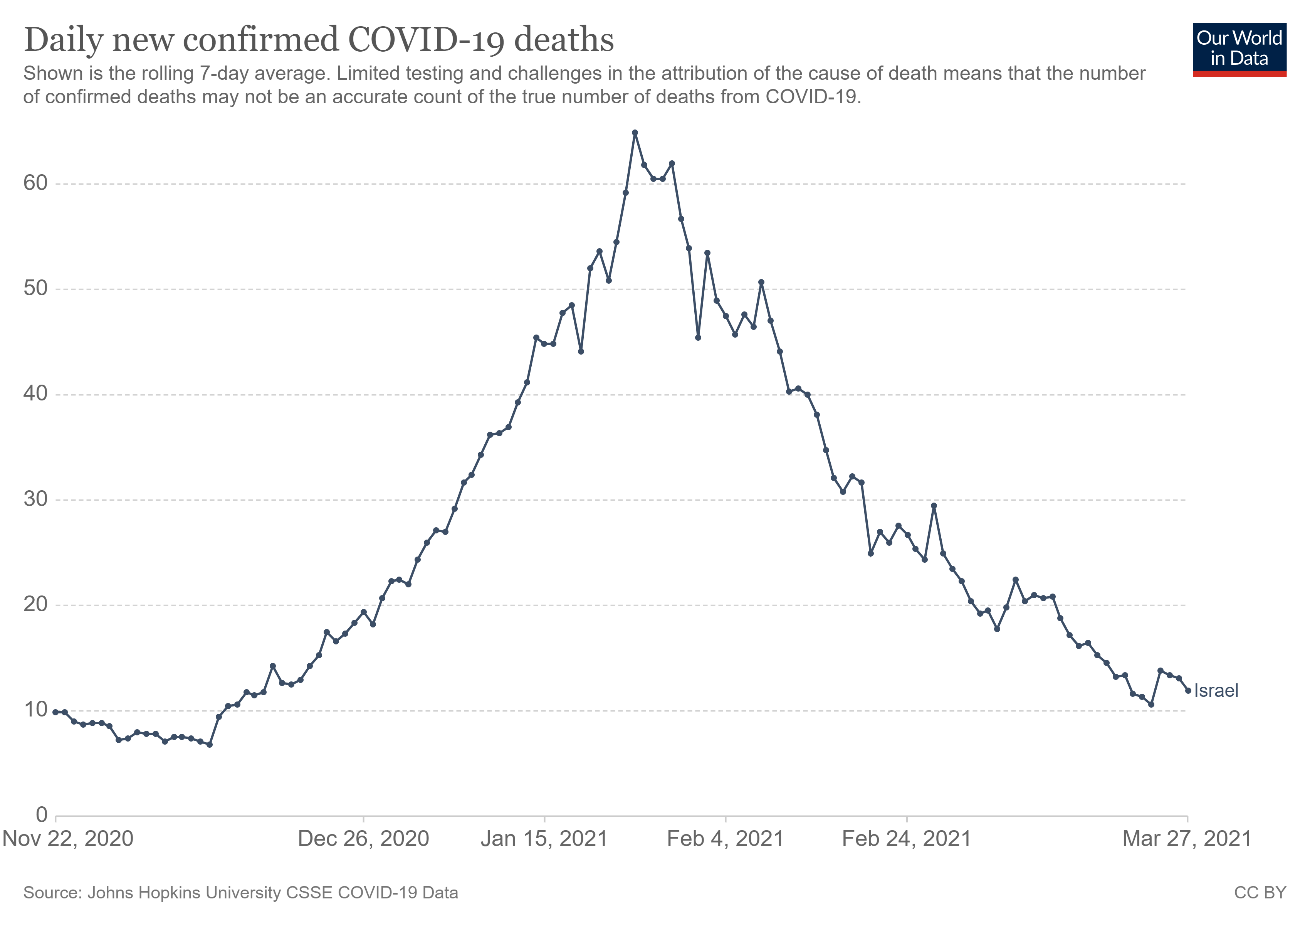 Daily new confirmed COVID-19 deaths
Our World
in Data
Shown is the rolling 7-day average. Limited testing and challenges in the attribution of the cause of death means that the number
of confirmed deaths may not be an accurate count of the true number of deaths from COVID-19.
60
50
40
30
20
10
0
Israel
Nov 22, 2020
Dec 26, 2020
Jan 15, 2021
Feb 4, 2021
Feb 24, 2021
Mar 27, 2021
Source: Johns Hopkins University CSSE COVID-19 Data
CC BY